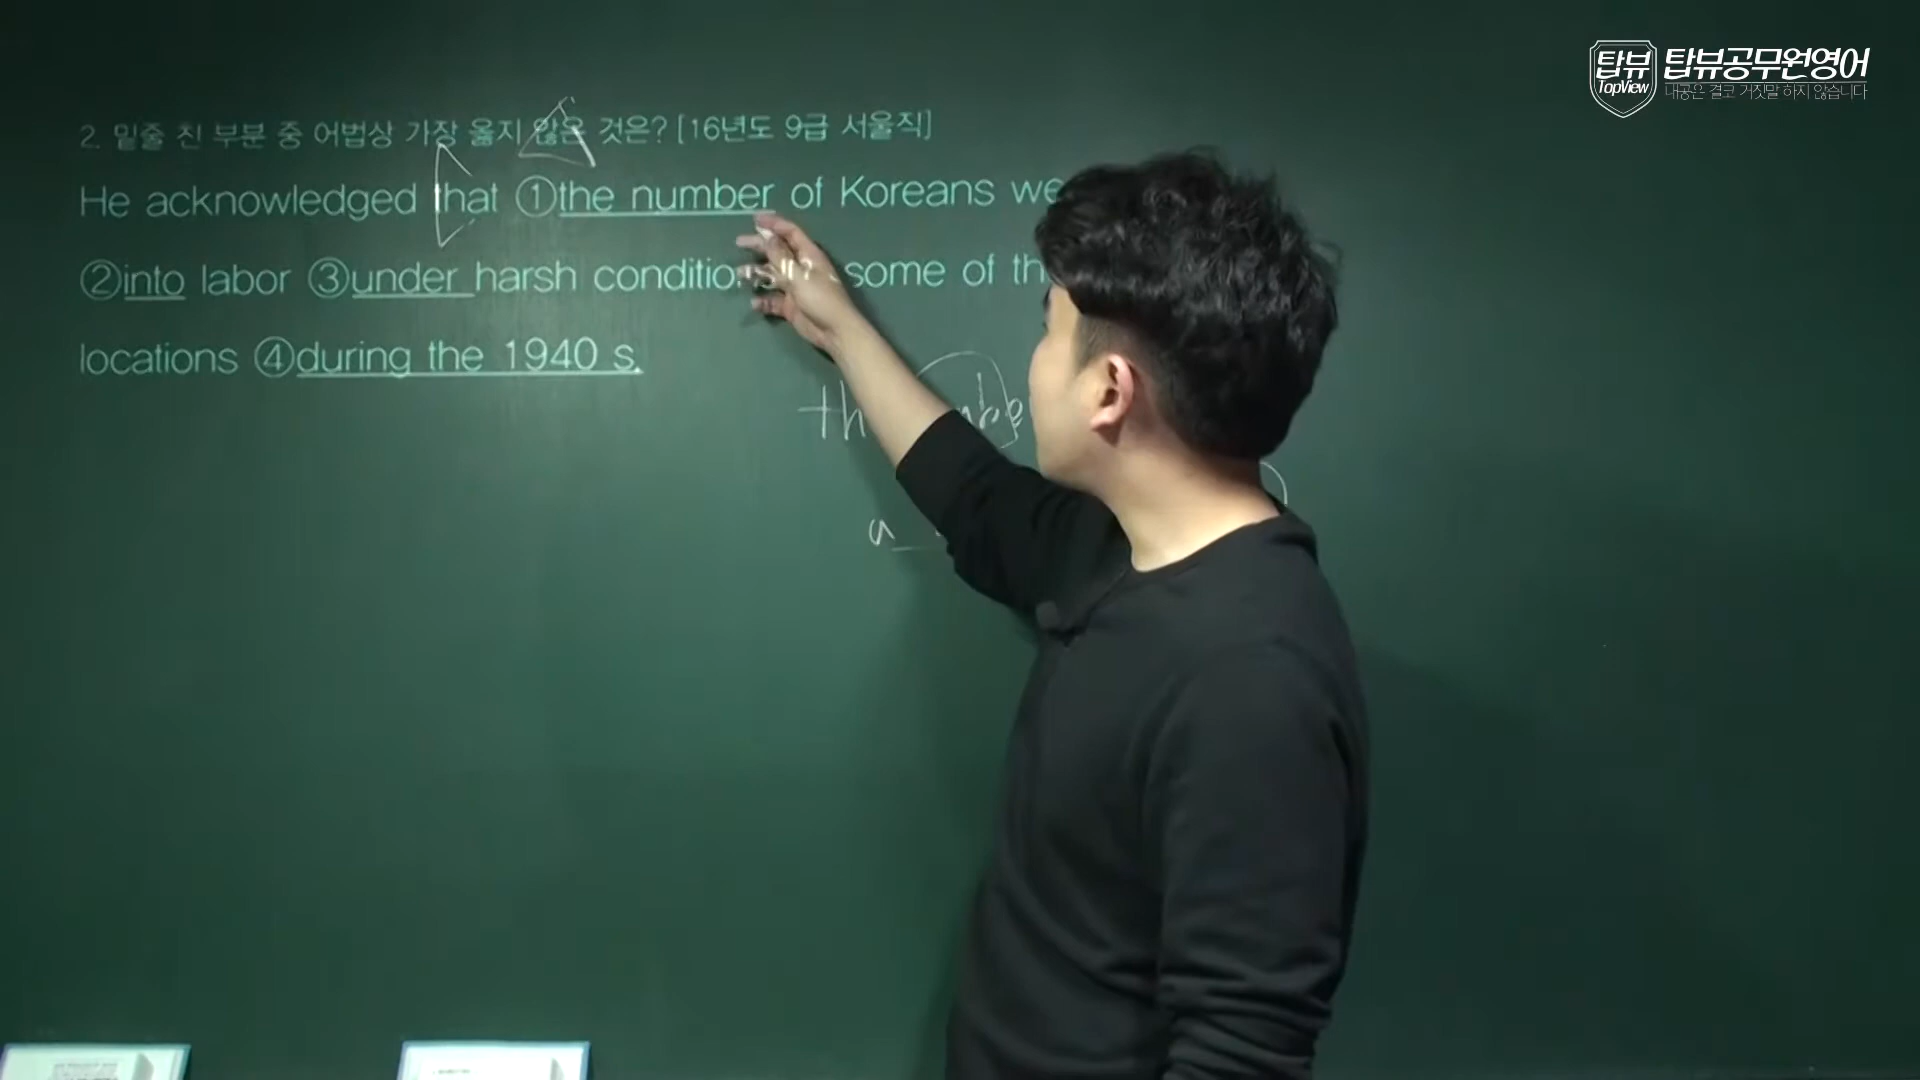 탑뷰
TopView
탑뷰공무원영어
내공은 결코 거짓말 하지 않습니다
2. 밑줄 친 부분 중 어법상 가장 옳지 않은 것은? [16년도 9급 서울직]
He acknowledged that ①the number of Koreans we
②into labor ③under harsh conditions some of th
locations ④during the 1940 s.
th
a